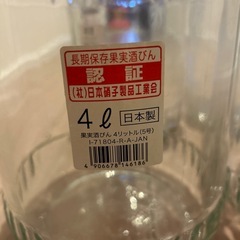 長期保存果実酒びん
認証
(社)日本硝子製品工業会
4ℓ 日本製
果実酒びん 4リットル(5号)
I-71804-R-A-JAN
4 906678 146186